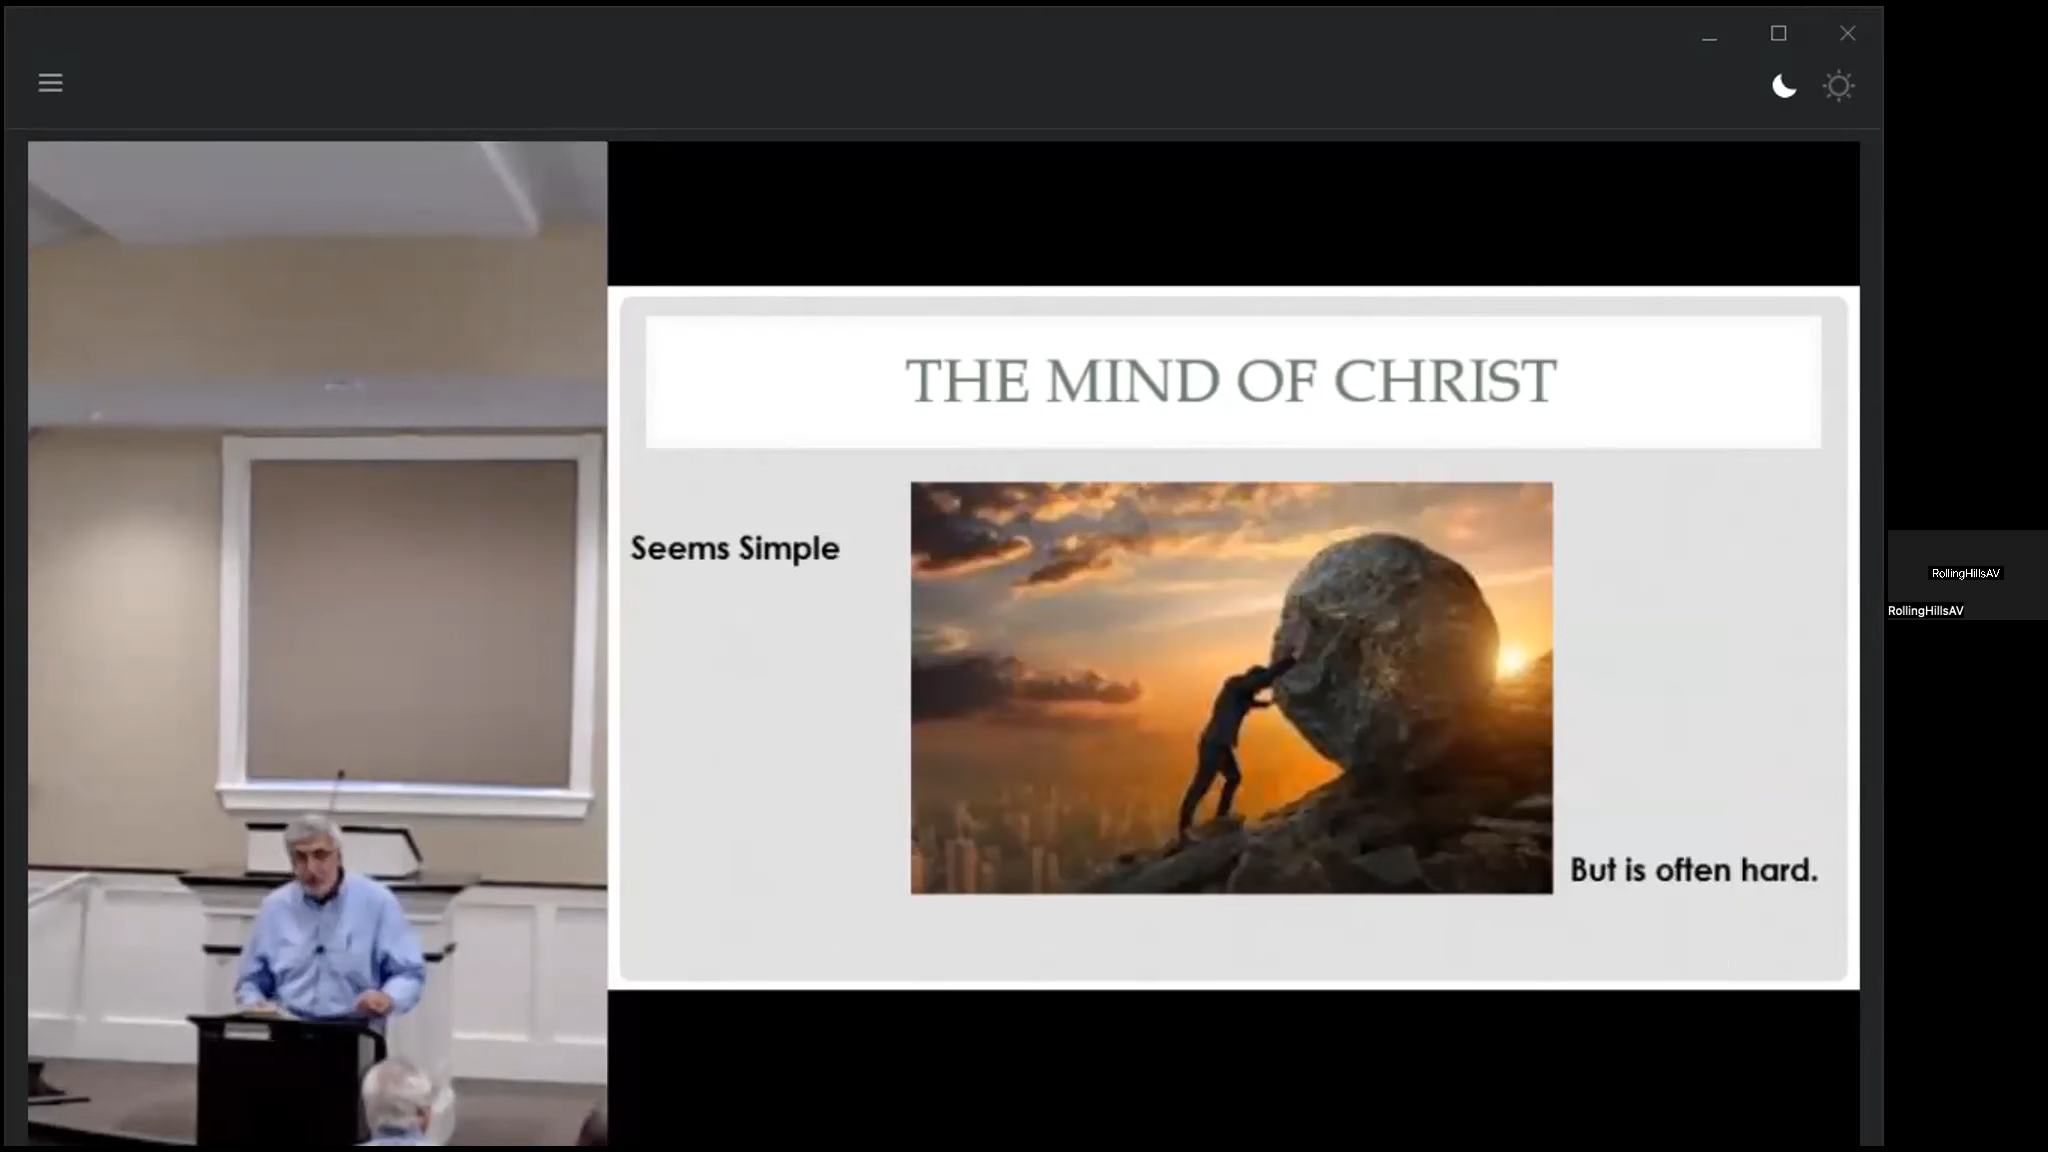 THE MIND OF CHRIST
Seems Simple
But is often hard.
RollingHillsAV
RollingHillsAV